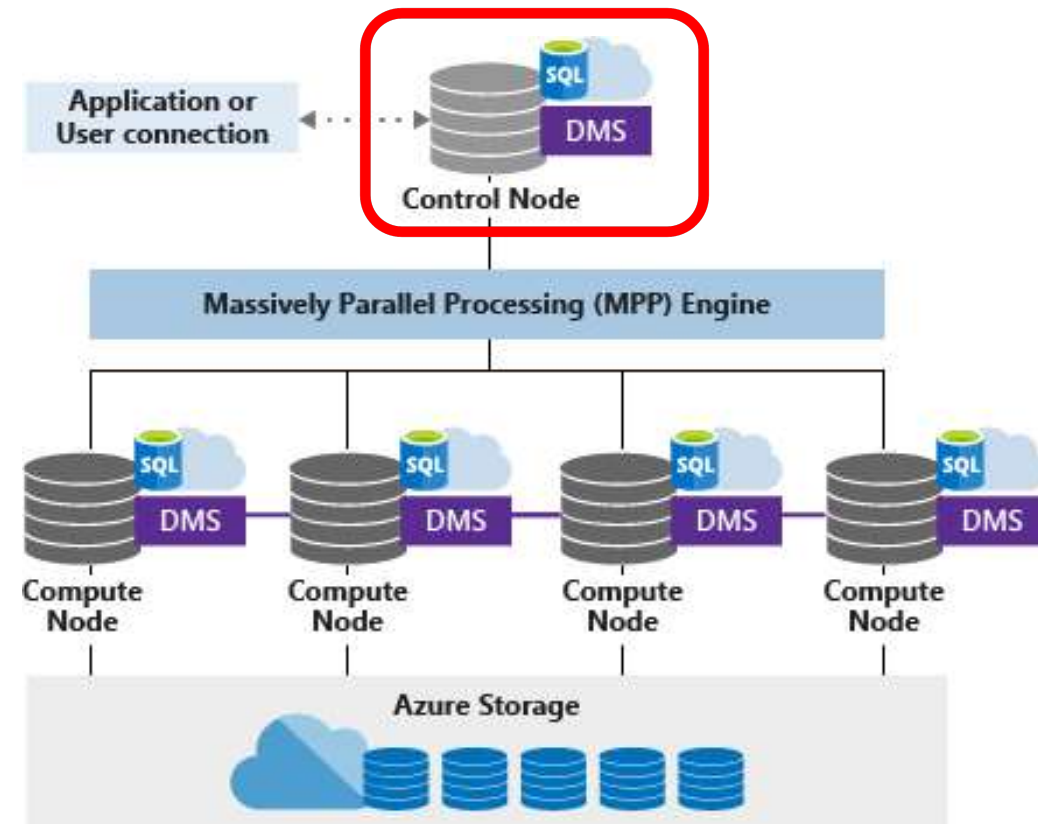 SQL
Application or
User connection
DMS
Control Node
Massively Parallel Processing (MPP) Engine
SQL
SQL
SQL
SQL
DMS
DMS
DMS
DMS
Compute
Node
Compute
Node
Compute
Node
Compute
Node
Azure Storage